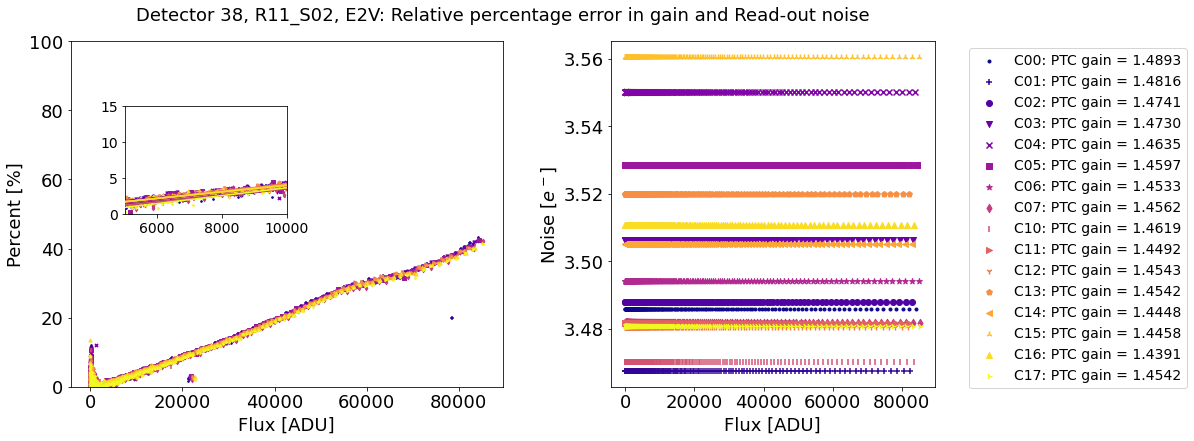 Detector 38, R11_S02, E2V: Relative percentage error in gain and Read-out noise
Percent [%]
100
80
60
40
20
0
15
10
5
0
6000 8000 10000
0 20000 40000 60000 80000
Flux [ADU]
Noise [e⁻]
3.56
3.54
3.52
3.50
3.48
0 20000 40000 60000 80000
Flux [ADU]
C00: PTC gain = 1.4893
C01: PTC gain = 1.4816
C02: PTC gain = 1.4741
C03: PTC gain = 1.4730
C04: PTC gain = 1.4635
C05: PTC gain = 1.4597
C06: PTC gain = 1.4533
C07: PTC gain = 1.4562
C10: PTC gain = 1.4619
C11: PTC gain = 1.4492
C12: PTC gain = 1.4543
C13: PTC gain = 1.4542
C14: PTC gain = 1.4448
C15: PTC gain = 1.4458
C16: PTC gain = 1.4391
C17: PTC gain = 1.4542